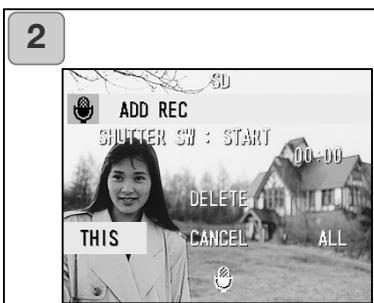 2
SD
ADD REC
SHUTTER SW : START
00:00
DELETE
THIS CANCEL ALL